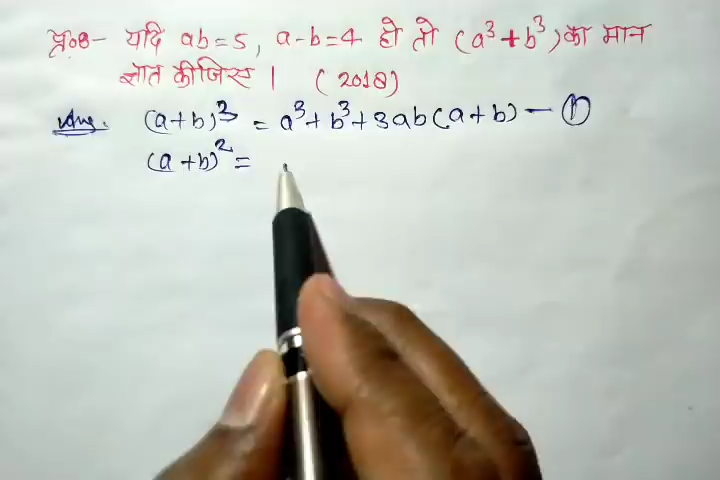 प्र०8- यदि ab=5, a-b=4 हो तो (a³+b³) का मान
ज्ञात कीजिए । (2018)
Ans. (a+b)³ = a³+b³+3ab(a+b) - ①
(a+b)² =